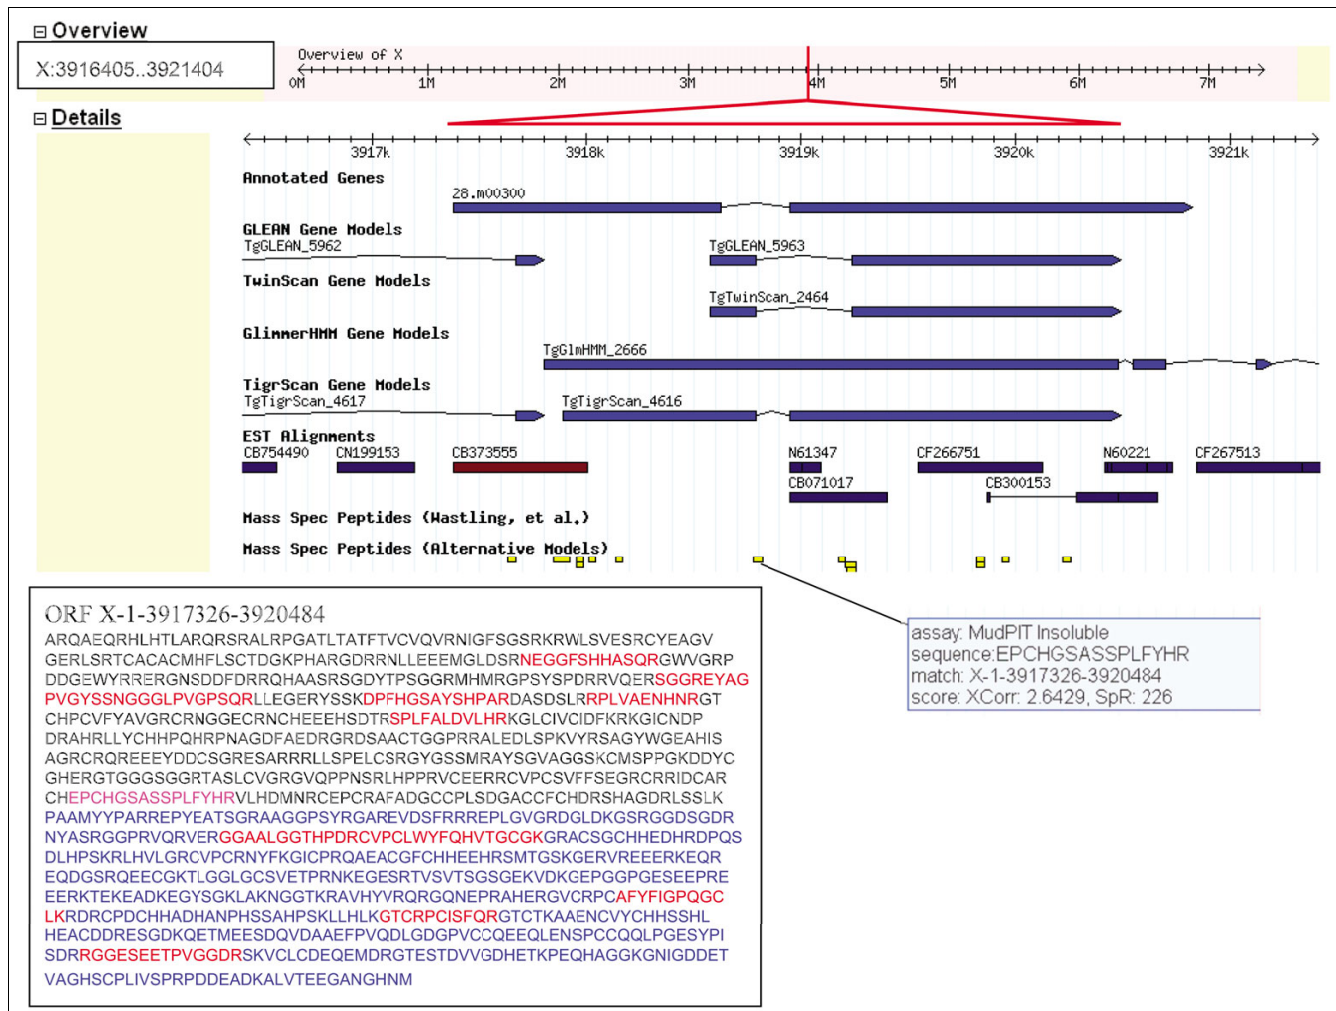 Overview
X:3916405..3921404
Overview of X
0M 1M 2M 3M 4M 5M 6M 7M
Details
3917k 3918k 3919k 3920k 3921k
Annotated Genes
28.m00300
GLEAN Gene Models
TgGLEAN_5962 TgGLEAN_5963
TwinScan Gene Models
TgTwinScan_2464
GlimmerHMM Gene Models
TgGlmHMM_2666
TigrScan Gene Models
TgTigrScan_4617 TgTigrScan_4616
EST Alignments
CB754490 CN199153 CB373555 N61347 CF266751 N60221 CF267513
CB071017 CB300153
Mass Spec Peptides (Wastling, et al.)
Mass Spec Peptides (Alternative Models)
assay: MudPIT Insoluble
sequence:EPCHGSASSPLFYHR
match: X-1-3917326-3920484
score: XCorr: 2.6429, SpR: 226
ORF X-1-3917326-3920484
ARQAEQRHLHTLARQRSRALRPGATLTATFTVCVQVRNIGFSGSRKRWLSVESRCYEAGV
GERLSRTCACACMHFLSCTDGKPHARGDRRNLLEEEMGLDSRNEGGFSHHASQRGWVGRP
DDGEWYRRERGNSDDFDRRQHAASRSGDYTPSGGRMHMRGPSYSPDRRVQERSGGREYAG
PVGYSSNGGGLPVGPSQRLLEGERYSSKDPFHGSAYSHPARDASDSLRRPLVAENHNRGT
CHPCVFYAVGRCRNGGECRNCHEEEHSDTRSPLFALDVLHRKGLCIVCIDFKRKGICNDP
DRAHRLLYCHHPQHRPNAGDFAEDRGRDSAACTGGPRRALEDLSPKVYRSAGYWGEAHIS
AGRCRQREEEYDDCSGRESARRRLLSPELCSRGYGSSMRAYSGVAGGSKCMSPPGKDDYC
GHERGTGGGSGGRTASLCVGRGVQPPNSRLHPPRVCEERRCVPCSVFFSEGRCRRIDCAR
CHEPCHGSASSPLFYHRVLHDMNRCEPCRAFADGCCPLSDGACCFCHDRSHAGDRLSSLK
PAAMYYPARREPYEATSGRAAGGPSYRGAREVDSFRRREPLGVGRDGLDKGSRGGDSGDR
NYASRGGPRVQRVERGGAALGGTHPDRCVPCLWYFQHVTGCGKGRACSGCHHEDHRDPQS
DLHPSKRLHVLGRCVPCRNYFKGICPRQAEACGFCHHEEHRSMTGSKGERVREEERKEQR
EQDGSRQEECGKTLGGLGCSVETPRNKEGESRTVSVTSGSGEKVDKGEPGGPGESEEPRE
EERKTEKEADKEGYSGKLAKNGGTKRAVHYVRQRGQNEPRAHERGVCRPCAFYFIGPQGC
LKRDRCPDCHHADHANPHSSAHPSKLLHLKGTCRPCISFQRGTCTKAAENCVYCHHSSHL
HEACDDRESGDKQETMEESDQVDAAEFPVQDLGDGPVCCQEEQLENSPCCQQLPGESYPI
SDRRGGESEETPVGGDRSKVCLCDEQEMDRGTESTDVVGDHETKPEQHAGGKGNIGDDET
VAGHSCPLIVSPRPDDEADKALVTEEGANGHNM